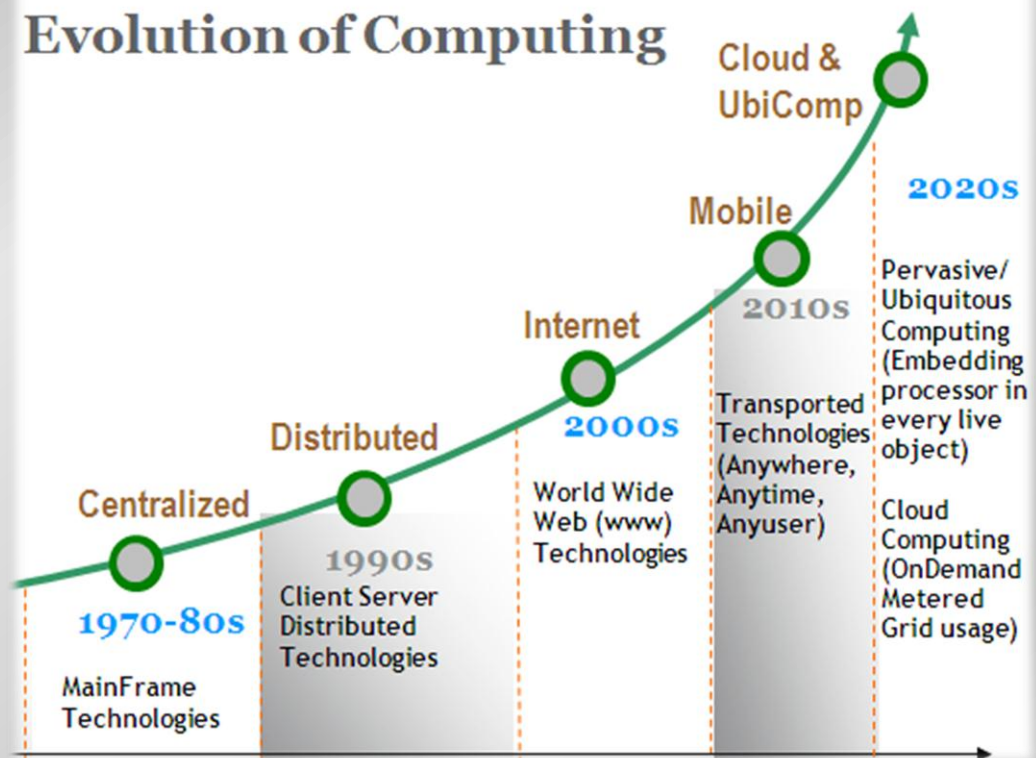 Evolution of Computing
Centralized
1970-80s
MainFrame
Technologies
Distributed
1990s
Client Server
Distributed
Technologies
Internet
2000s
World Wide
Web (www)
Technologies
Mobile
2010s
Transported
Technologies
(Anywhere,
Anytime,
Anyuser)
Cloud &
UbiComp
2020s
Pervasive/
Ubiquitous
Computing
(Embedding
processor in
every live
object)
Cloud
Computing
(OnDemand
Metered
Grid usage)